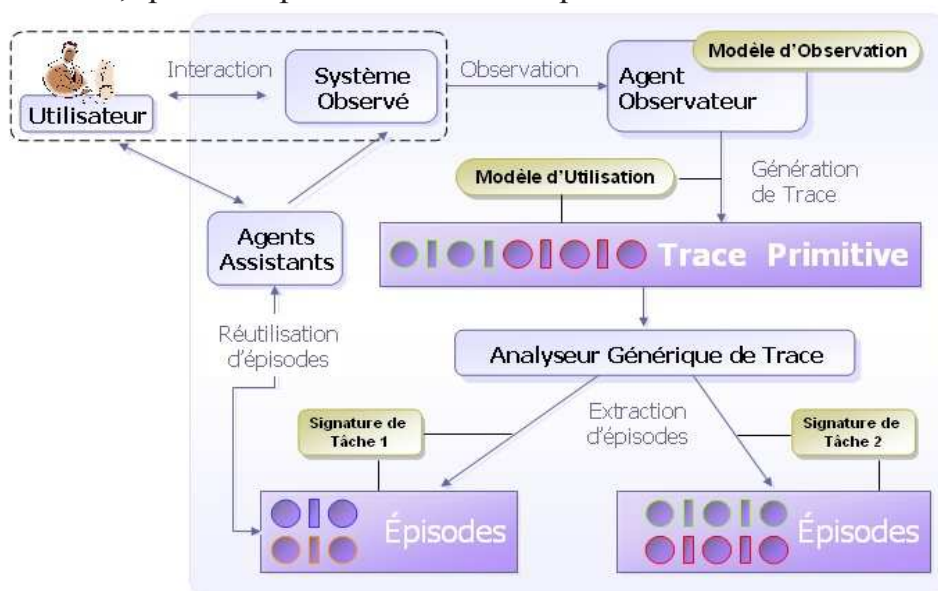 Modèle d'Observation
Interaction
Système
Observé
Observation
Agent
Observateur
Utilisateur
Modèle d'Utilisation
Génération
de Trace
Agents
Assistants
Trace Primitive
Réutilisation
d'épisodes
Analyseur Générique de Trace
Signature de
Tâche 1
Extraction
d'épisodes
Signature de
Tâche 2
Épisodes
Épisodes